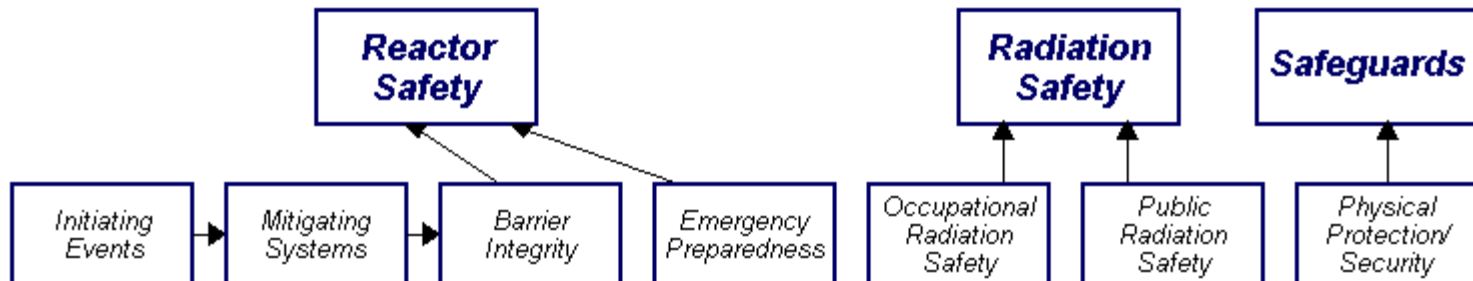 Reactor
Safety
Radiation
Safety
Safeguards
Initiating
Events
Mitigating
Systems
Barrier
Integrity
Emergency
Preparedness
Occupational
Radiation
Safety
Public
Radiation
Safety
Physical
Protection/
Security